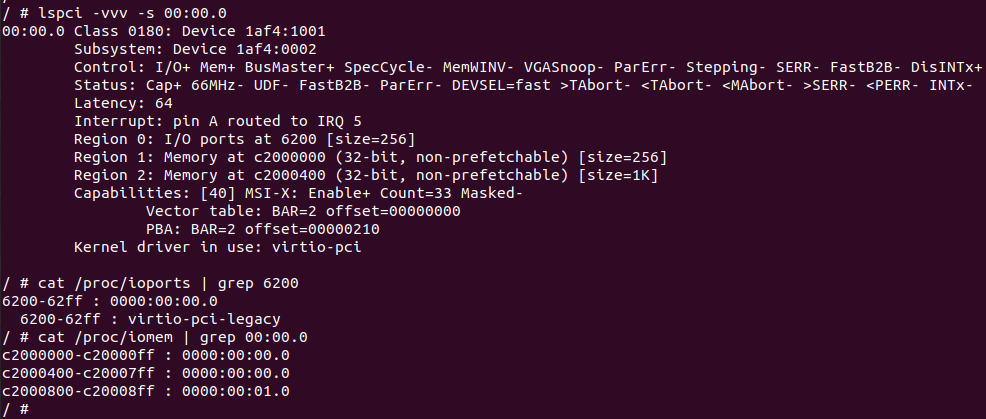 / # lspci -vvv -s 00:00.0
00:00.0 Class 0180: Device 1af4:1001
        Subsystem: Device 1af4:0002
        Control: I/O+ Mem+ BusMaster+ SpecCycle- MemWINV- VGASnoop- ParErr- Stepping- SERR- FastB2B- DisINTx+
        Status: Cap+ 66MHz- UDF- FastB2B- ParErr- DEVSEL=fast >TAbort- <TAbort- <MAbort- >SERR- <PERR- INTx-
        Latency: 64
        Interrupt: pin A routed to IRQ 5
        Region 0: I/O ports at 6200 [size=256]
        Region 1: Memory at c2000000 (32-bit, non-prefetchable) [size=256]
        Region 2: Memory at c2000400 (32-bit, non-prefetchable) [size=1K]
        Capabilities: [40] MSI-X: Enable+ Count=33 Masked-
                Vector table: BAR=2 offset=00000000
                PBA: BAR=2 offset=00000210
        Kernel driver in use: virtio-pci

/ # cat /proc/ioports | grep 6200
6200-62ff : 0000:00:00.0
  6200-62ff : virtio-pci-legacy
/ # cat /proc/iomem | grep 00:00.0
c2000000-c20000ff : 0000:00:00.0
c2000400-c20007ff : 0000:00:00.0
c2000800-c20008ff : 0000:00:01.0
/ #